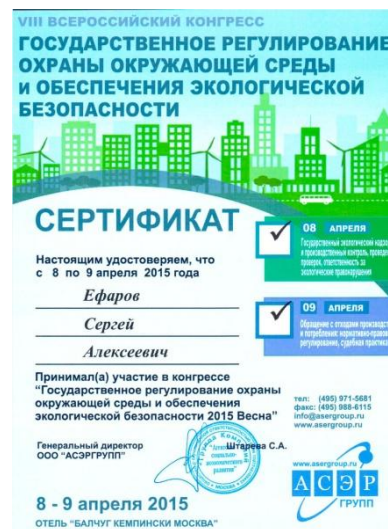 VIII ВСЕРОССИЙСКИЙ КОНГРЕСС
ГОСУДАРСТВЕННОЕ РЕГУЛИРОВАНИЕ
ОХРАНЫ ОКРУЖАЮЩЕЙ СРЕДЫ
И ОБЕСПЕЧЕНИЯ ЭКОЛОГИЧЕСКОЙ
БЕЗОПАСНОСТИ
СЕРТИФИКАТ
Настоящим удостоверяем, что
с 8 по 9 апреля 2015 года
Ефаров
Сергей
Алексеевич
Принимал(а) участие в конгрессе
"Государственное регулирование охраны
окружающей среды и обеспечения
экологической безопасности 2015 Весна"
Генеральный директор
ООО "АСЭРГРУПП"
Штарева С.А.
8 - 9 апреля 2015
ОТЕЛЬ "БАЛЧУГ КЕМПИНСКИ МОСКВА"
08 АПРЕЛЯ
Государственный экологический надзор
и производственный контроль, проведе
проверок, ответственность за
экологические правонарушения
09 АПРЕЛЯ
Обращение с отходами производст
и потребления: нормативно-правов
регулирование, судебная практика
тел: (495) 971-5681
факс: (495) 988-6115
info@asergroup.ru
www.asergroup.ru
www.asergroup.ru
АСЭР
ГРУПП